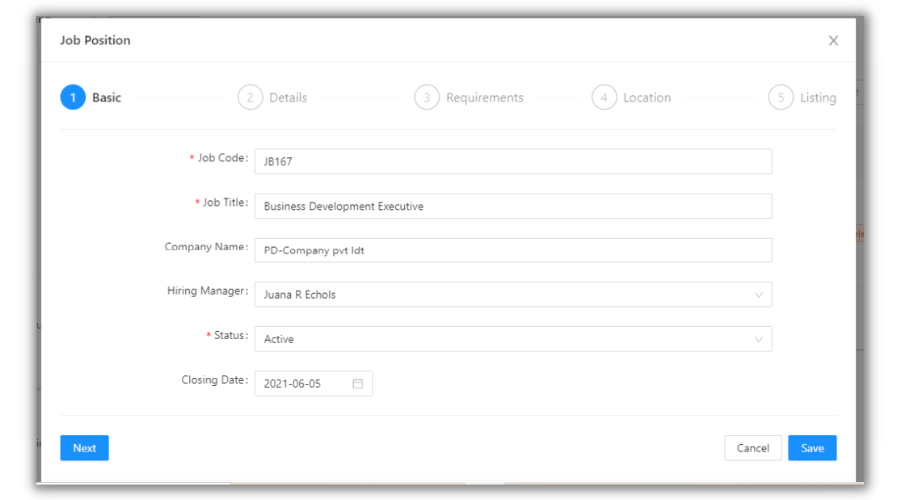 Job Position
1 Basic 2 Details 3 Requirements 4 Location 5 Listing
* Job Code: JB167
* Job Title: Business Development Executive
Company Name: PD-Company pvt ldt
Hiring Manager: Juana R Echols
* Status: Active
Closing Date: 2021-06-05
Next Cancel Save